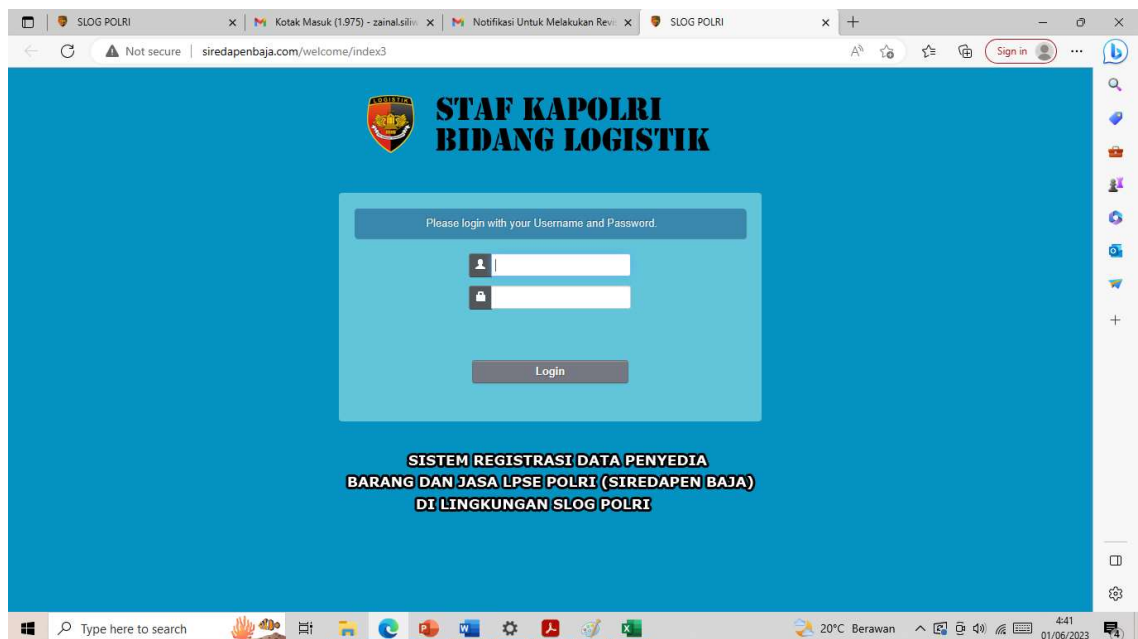 SLOG POLRI
Kotak Masuk (1.975) - zainal.siliw
Notifikasi Untuk Melakukan Revi
SLOG POLRI
Not secure
siredapenbaja.com/welcome/index3
Sign in
LOGISTIK
STAF KAPOLRI
BIDANG LOGISTIK
Please login with your Username and Password.
Login
SISTEM REGISTRASI DATA PENYEDIA
BARANG DAN JASA LPSE POLRI (SIREDAPEN BAJA)
DI LINGKUNGAN SLOG POLRI
Type here to search
20°C Berawan
4:41
01/06/2023